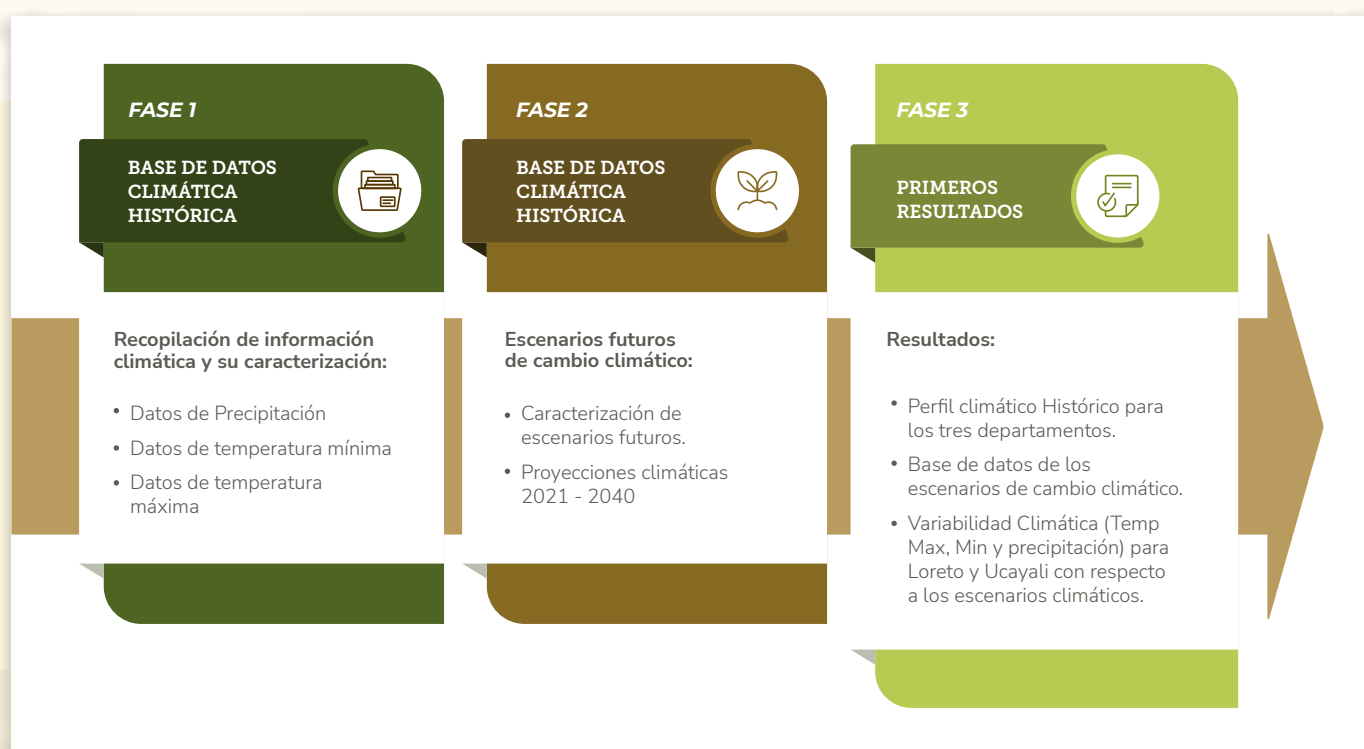 FASE 1
BASE DE DATOS
CLIMÁTICA
HISTÓRICA
Recopilación de información
climática y su caracterización:
• Datos de Precipitación
• Datos de temperatura mínima
• Datos de temperatura
máxima
FASE 2
BASE DE DATOS
CLIMÁTICA
HISTÓRICA
Escenarios futuros
de cambio climático:
• Caracterización de
escenarios futuros.
• Proyecciones climáticas
2021 - 2040
FASE 3
PRIMEROS
RESULTADOS
Resultados:
• Perfil climático Histórico para
los tres departamentos.
• Base de datos de los
escenarios de cambio climático.
• Variabilidad Climática (Temp
Max, Min y precipitación) para
Loreto y Ucayali con respecto
a los escenarios climáticos.